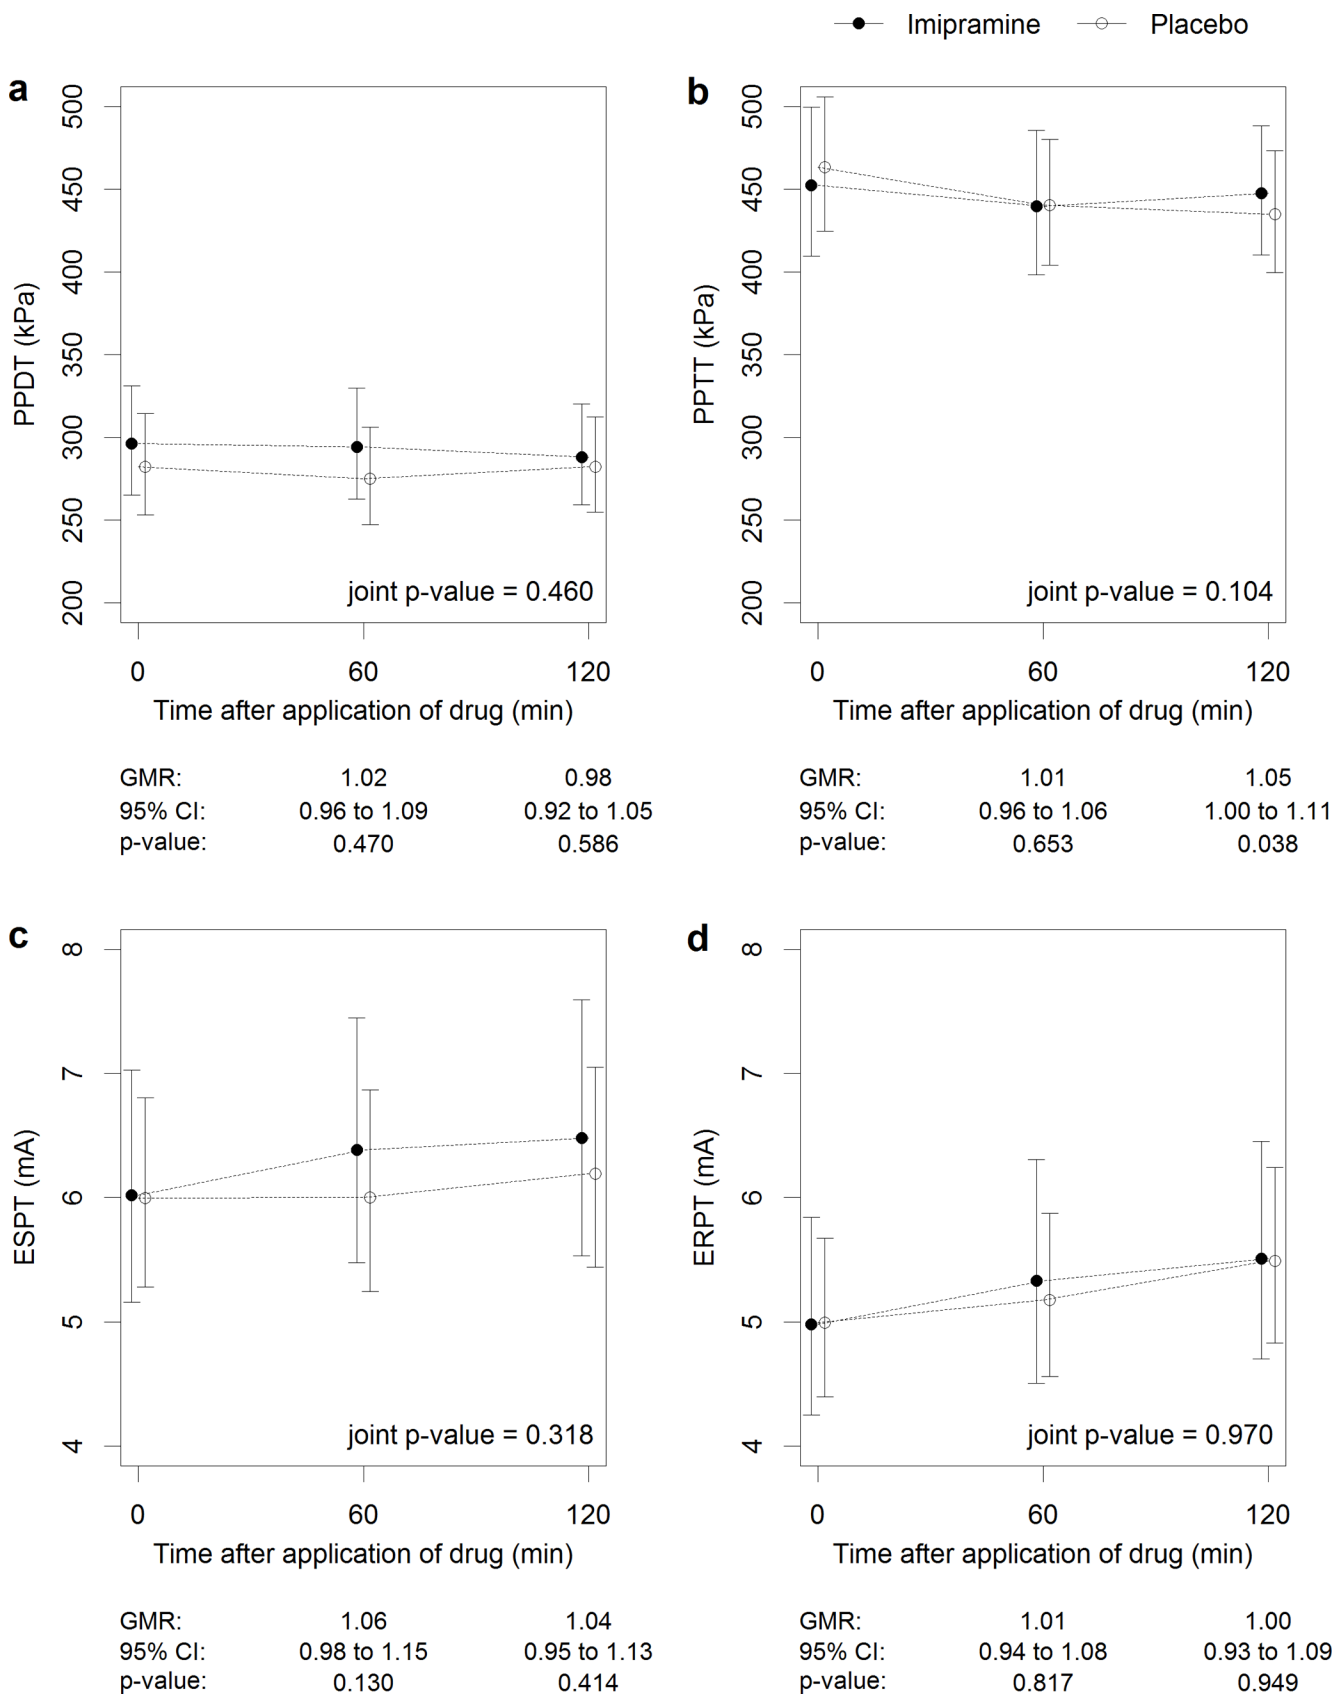 Imipramine Placebo
a
500
450
400
350
300
250
200
PPDT (kPa)
joint p-value = 0.460
0 60 120
Time after application of drug (min)
GMR: 1.02 0.98
95% CI: 0.96 to 1.09 0.92 to 1.05
p-value: 0.470 0.586
b
500
450
400
350
300
250
200
PPTT (kPa)
joint p-value = 0.104
0 60 120
Time after application of drug (min)
GMR: 1.01 1.05
95% CI: 0.96 to 1.06 1.00 to 1.11
p-value: 0.653 0.038
c
8
7
6
5
4
ESPT (mA)
joint p-value = 0.318
0 60 120
Time after application of drug (min)
GMR: 1.06 1.04
95% CI: 0.98 to 1.15 0.95 to 1.13
p-value: 0.130 0.414
d
8
7
6
5
4
ERPT (mA)
joint p-value = 0.970
0 60 120
Time after application of drug (min)
GMR: 1.01 1.00
95% CI: 0.94 to 1.08 0.93 to 1.09
p-value: 0.817 0.949